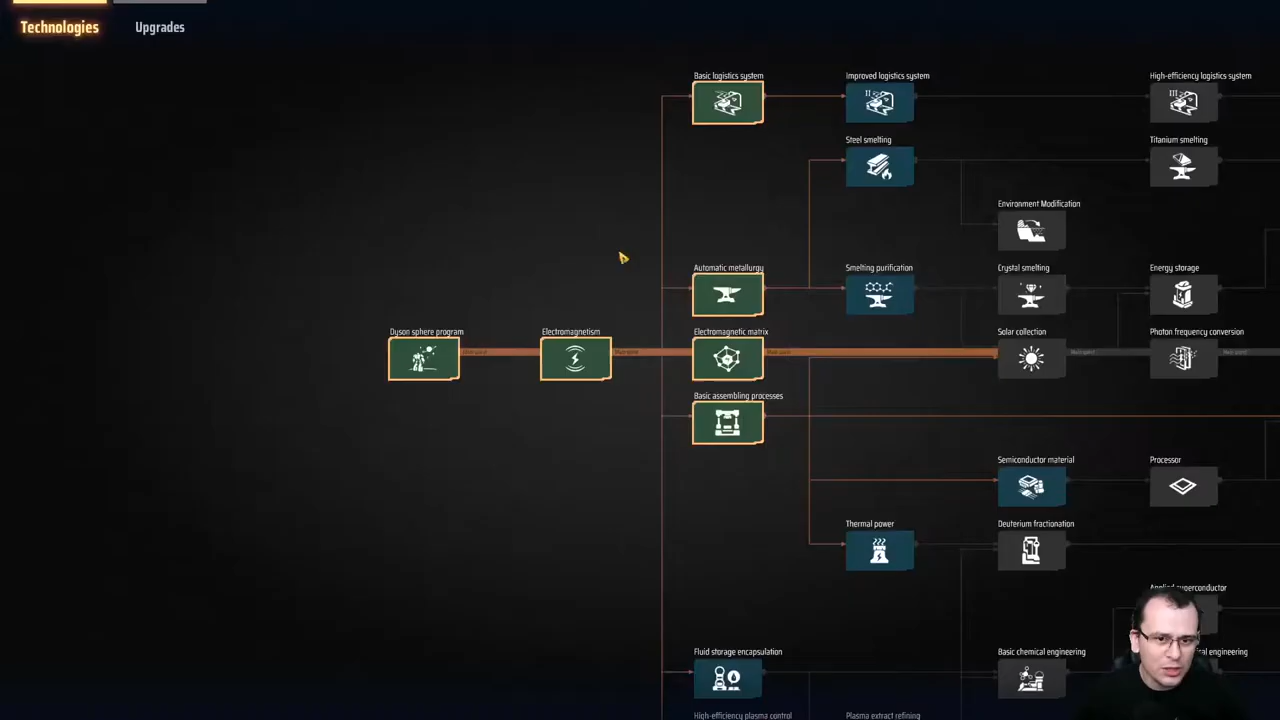 Technologies
Upgrades
Basic logistics system
Improved logistics system
High-efficiency logistics system
Steel smelting
Titanium smelting
Environment Modification
Automatic metallurgy
Smelting purification
Crystal smelting
Energy storage
Dyson sphere program
Electromagnetism
Electromagnetic matrix
Solar collection
Photon frequency conversion
Basic assembling processes
Semiconductor material
Processor
Thermal power
Deuterium fractionation
superconductor
Fluid storage encapsulation
Basic chemical engineering
engineering
High-efficiency plasma control
Plasma extract refining